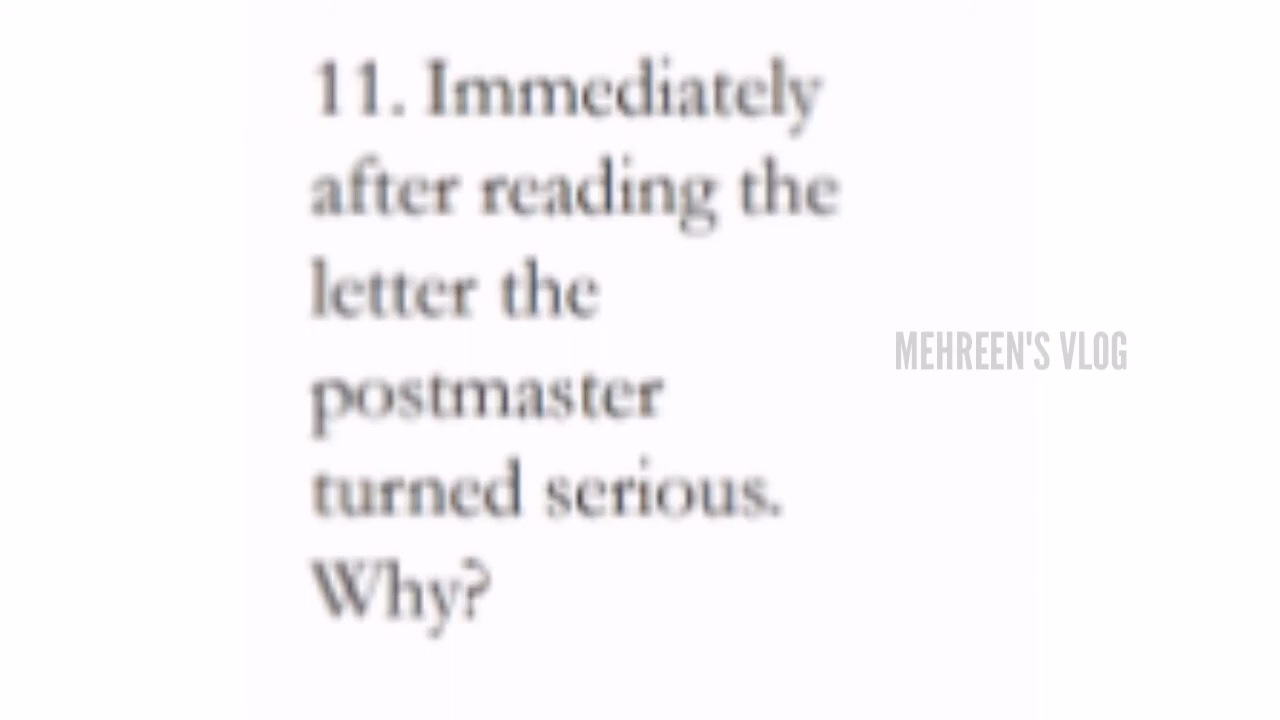 11. Immediately
after reading the
letter the
postmaster
turned serious.
Why?
MEHREEN'S VLOG